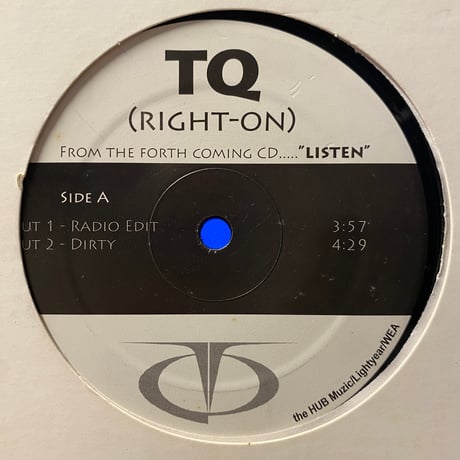 TQ
(RIGHT-ON)
FROM THE FORTH COMING CD....."LISTEN"
SIDE A
UT 1 - RADIO EDIT 3:57
UT 2 - DIRTY 4:29
the HUB Muzic/Lightyear/WEA